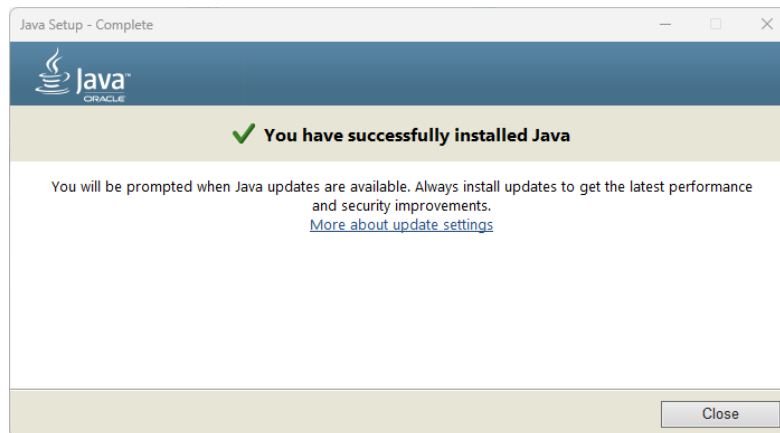 Java Setup - Complete
Java™
ORACLE
You have successfully installed Java
You will be prompted when Java updates are available. Always install updates to get the latest performance
and security improvements.
More about update settings
Close